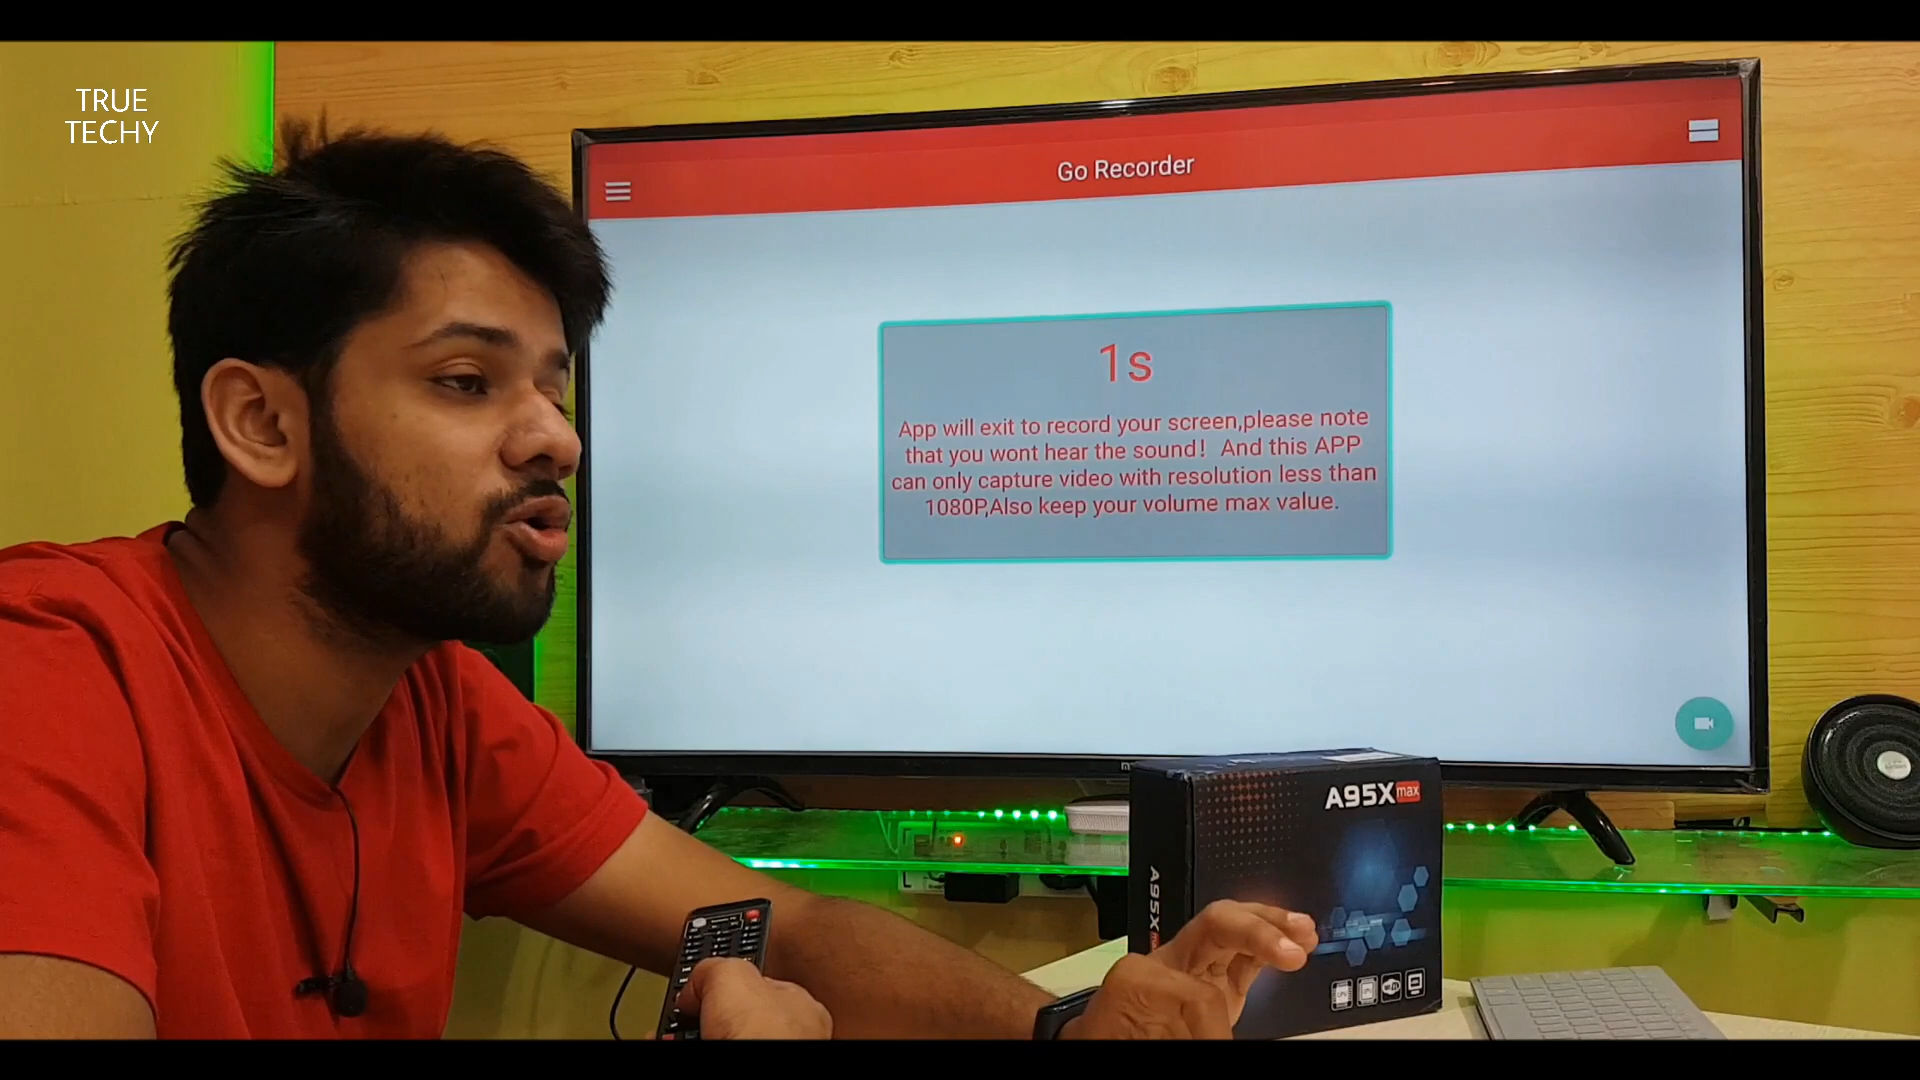 TRUE
TECHY
Go Recorder
1s
App will exit to record your screen,please note
that you wont hear the sound! And this APP
can only capture video with resolution less than
1080P,Also keep your volume max value.
A95X max
A95X